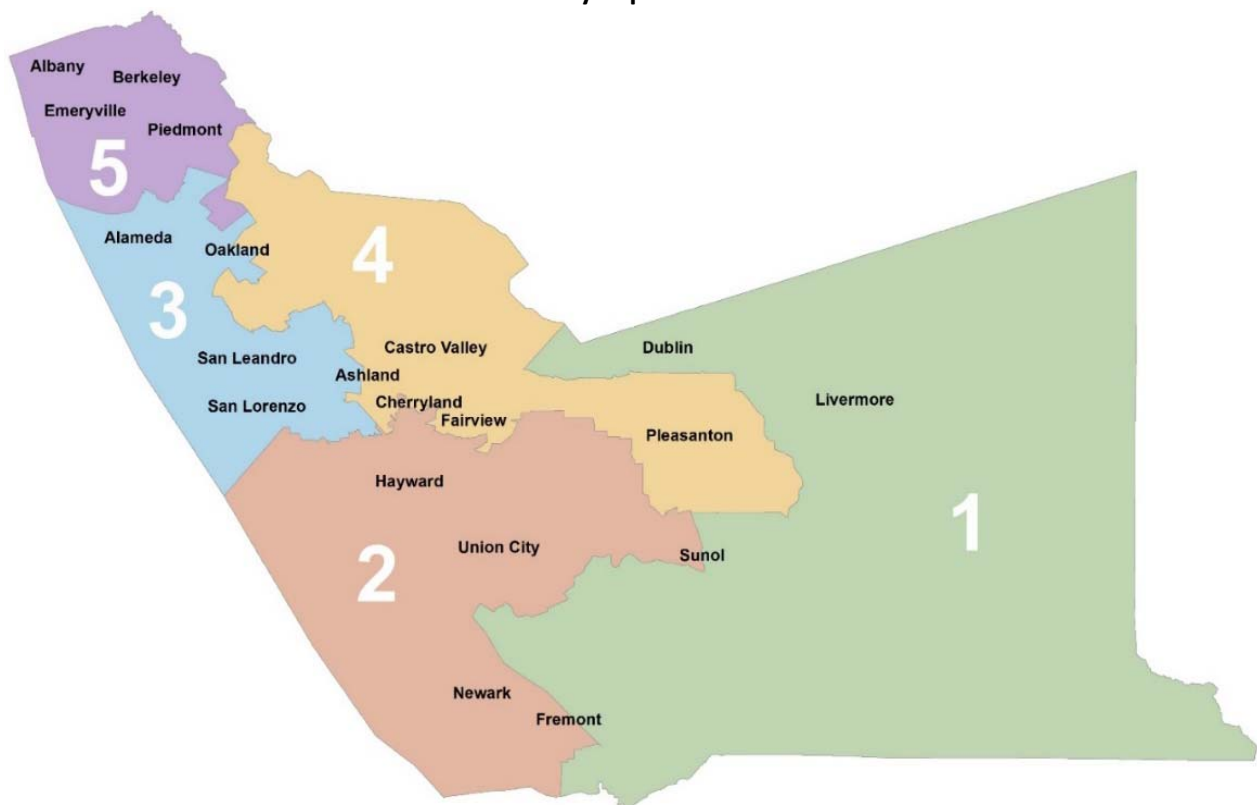 Albany
Berkeley
Emeryville
Piedmont
5
Alameda
Oakland
4
3
San Leandro
Castro Valley
Dublin
Ashland
San Lorenzo
Cherryland
Fairview
Livermore
Pleasanton
Hayward
1
Union City
Sunol
2
Newark
Fremont